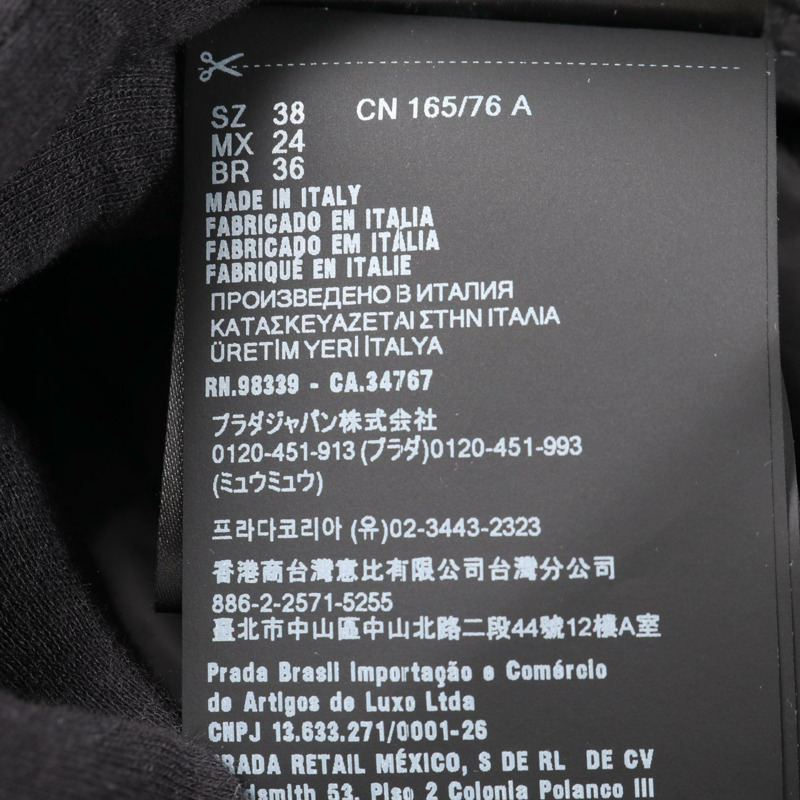 SZ 38 CN 165/76 A
MX 24
BR 36
MADE IN ITALY
FABRICADO EN ITALIA
FABRICADO EM ITÁLIA
FABRIQUÉ EN ITALIE
ПРОИЗВЕДЕНО В ИТАЛИЯ
ΚΑΤΑΣΚΕΥΑΖΕΤΑΙ ΣΤΗΝ ΙΤΑΛΙΑ
ÜRETİM YERİ İTALYA
RN.98339 - CA.34767
プラダジャパン株式会社
0120-451-913 (プラダ)0120-451-993
(ミュウミュウ)
프라다코리아 (유)02-3443-2323
香港商台灣惠比有限公司台灣分公司
886-2-2571-5255
臺北市中山區中山北路二段44號12樓A室
Prada Brasil Importação e Comércio
de Artigos de Luxo Ltda
CNPJ 13.633.271/0001-26
PRADA RETAIL MÉXICO, S DE RL DE CV
dsmith 53, Piso 2 Colonia Polanco III